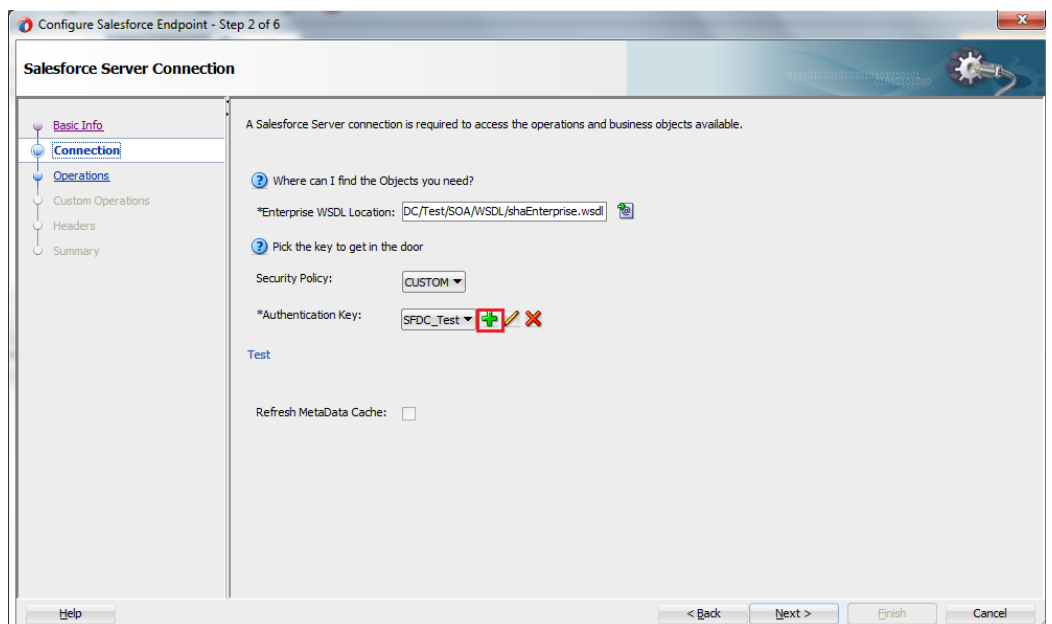 Configure Salesforce Endpoint - Step 2 of 6
Salesforce Server Connection
Basic Info
Connection
Operations
Custom Operations
Headers
Summary
A Salesforce Server connection is required to access the operations and business objects available.
Where can I find the Objects you need?
*Enterprise WSDL Location: DC/Test/SOA/WSDL/shaEnterprise.wsdl
Pick the key to get in the door
Security Policy: CUSTOM
*Authentication Key: SFDC_Test
Test
Refresh MetaData Cache:
Help < Back Next > Finish Cancel